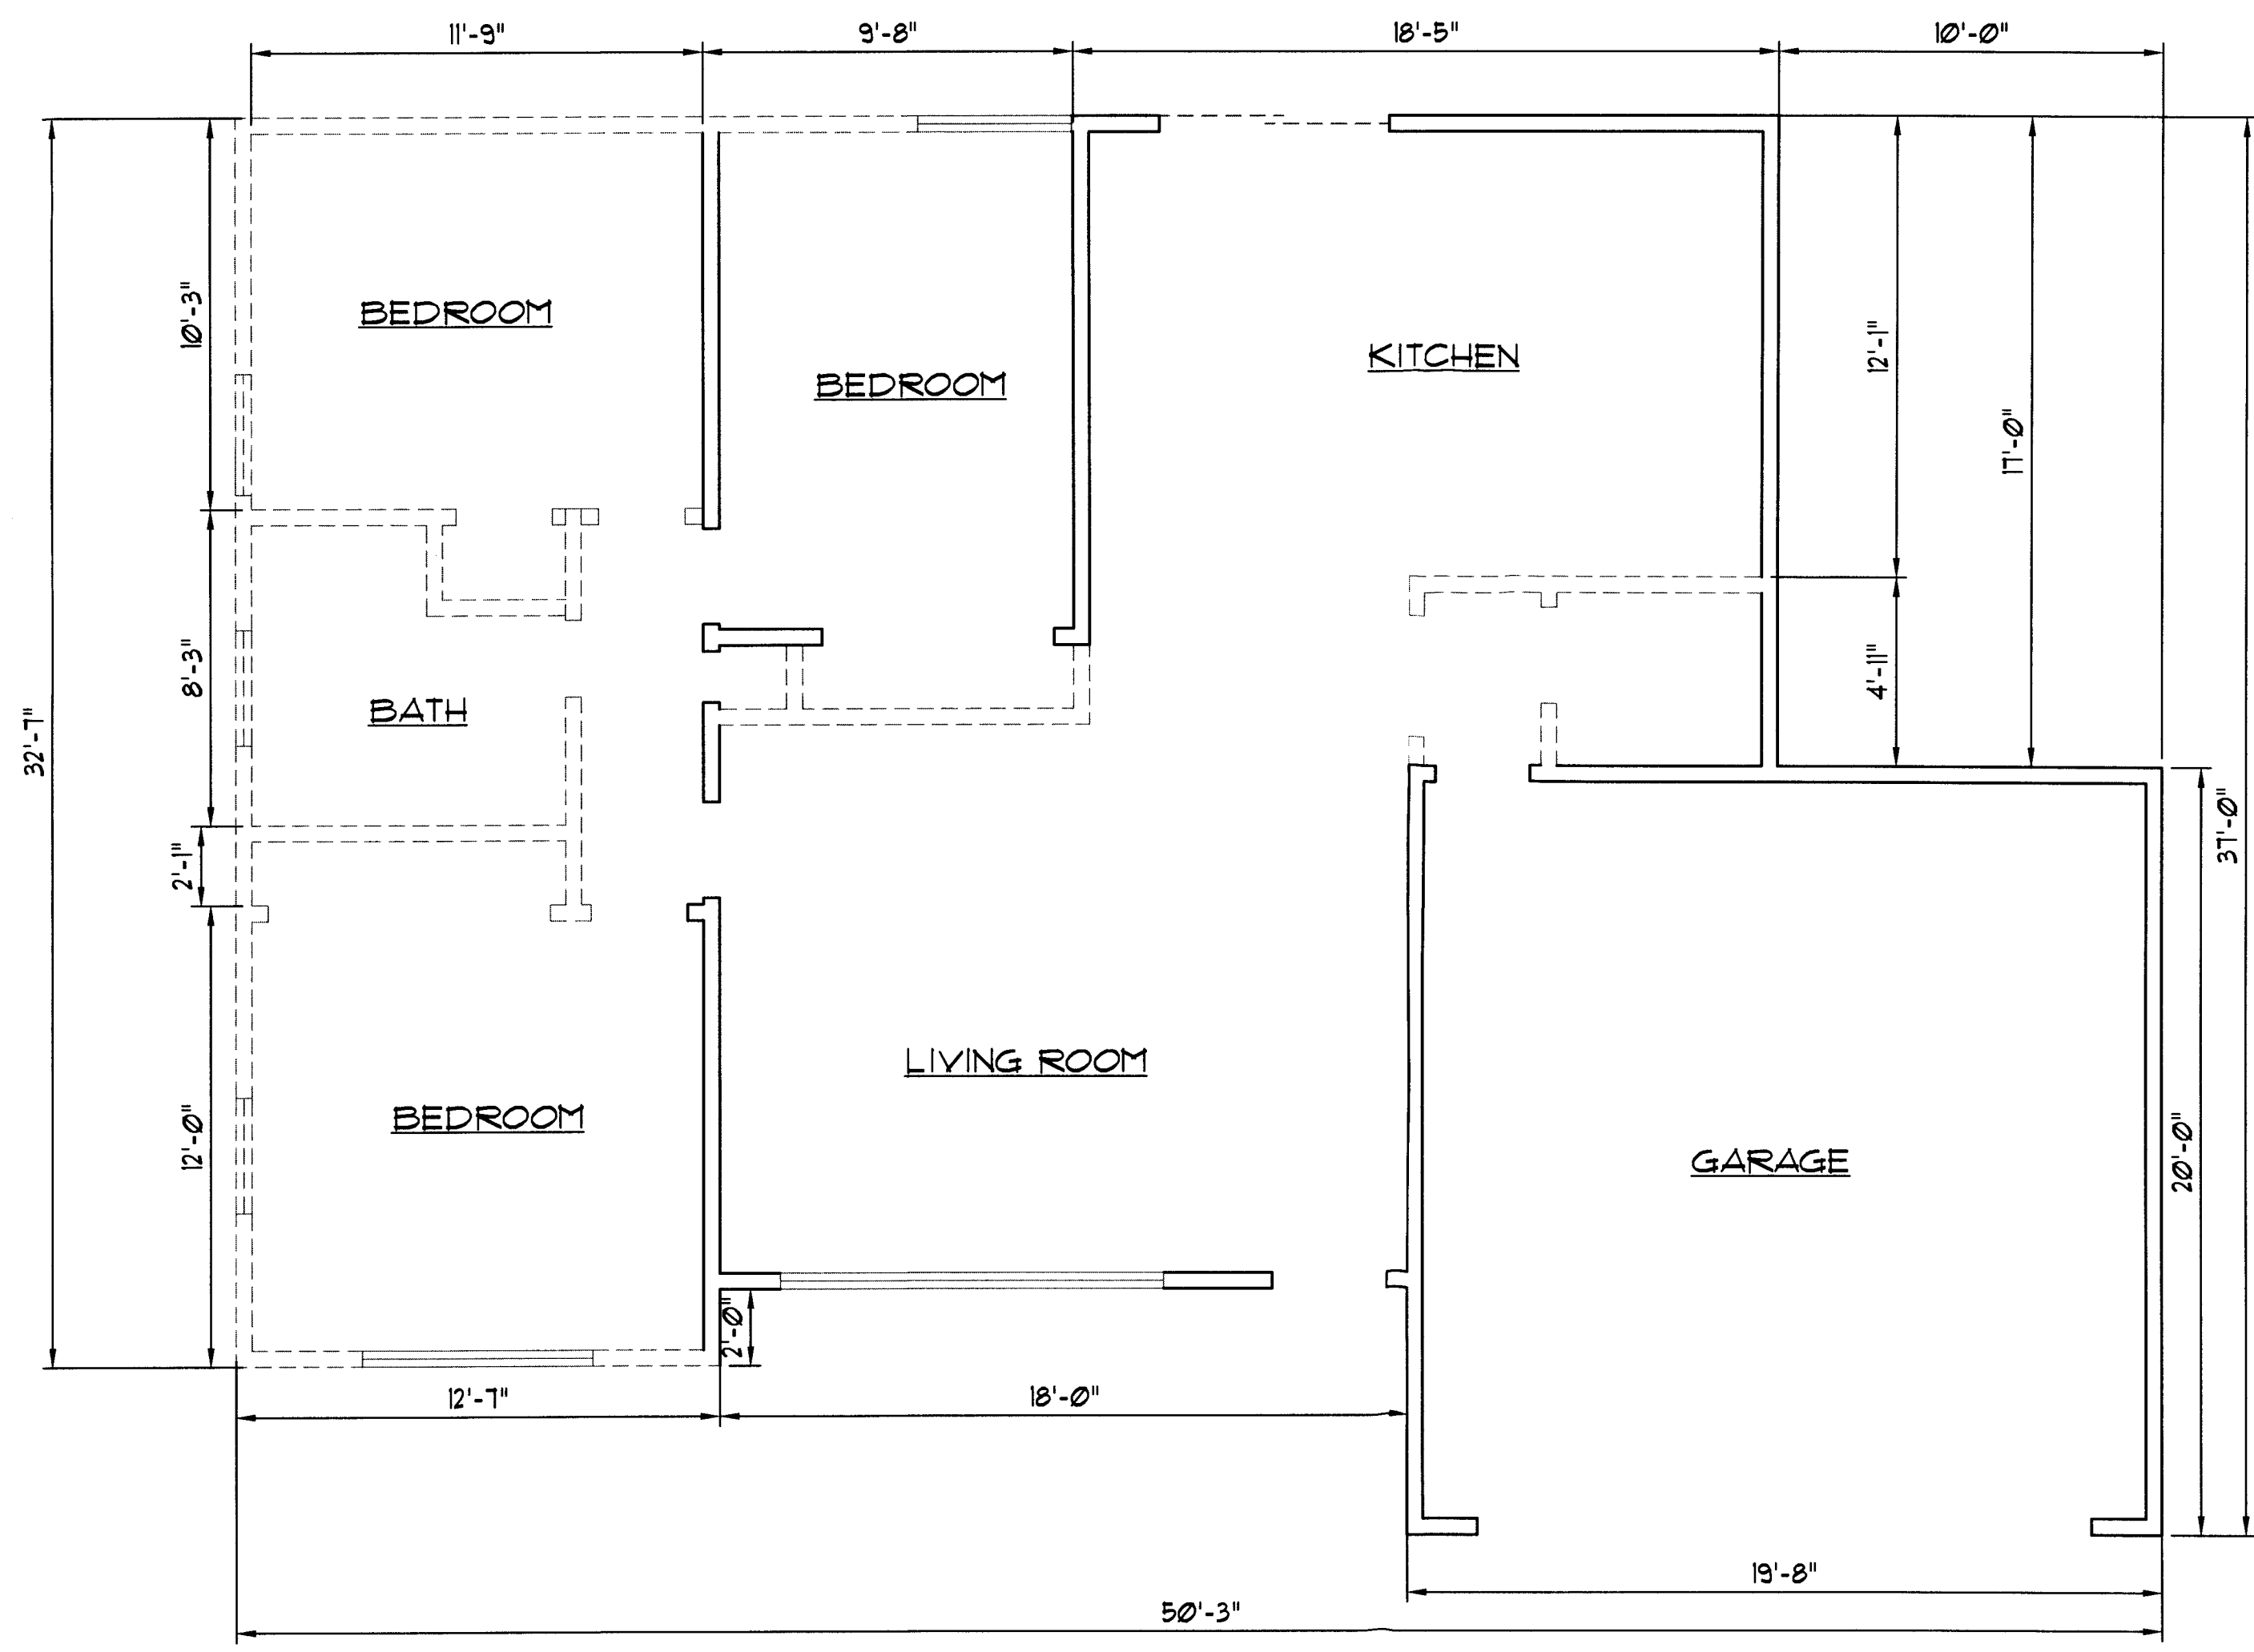 11'-9"
9'-8"
18'-5"
10'-0"
10'-3"
BEDROOM
BEDROOM
KITCHEN
12'-1"
17'-0"
32'-7"
8'-3"
BATH
4'-11"
37'-0"
2'-1"
12'-0"
BEDROOM
LIVING ROOM
GARAGE
20'-0"
2'-0"
12'-7"
18'-0"
19'-8"
50'-3"